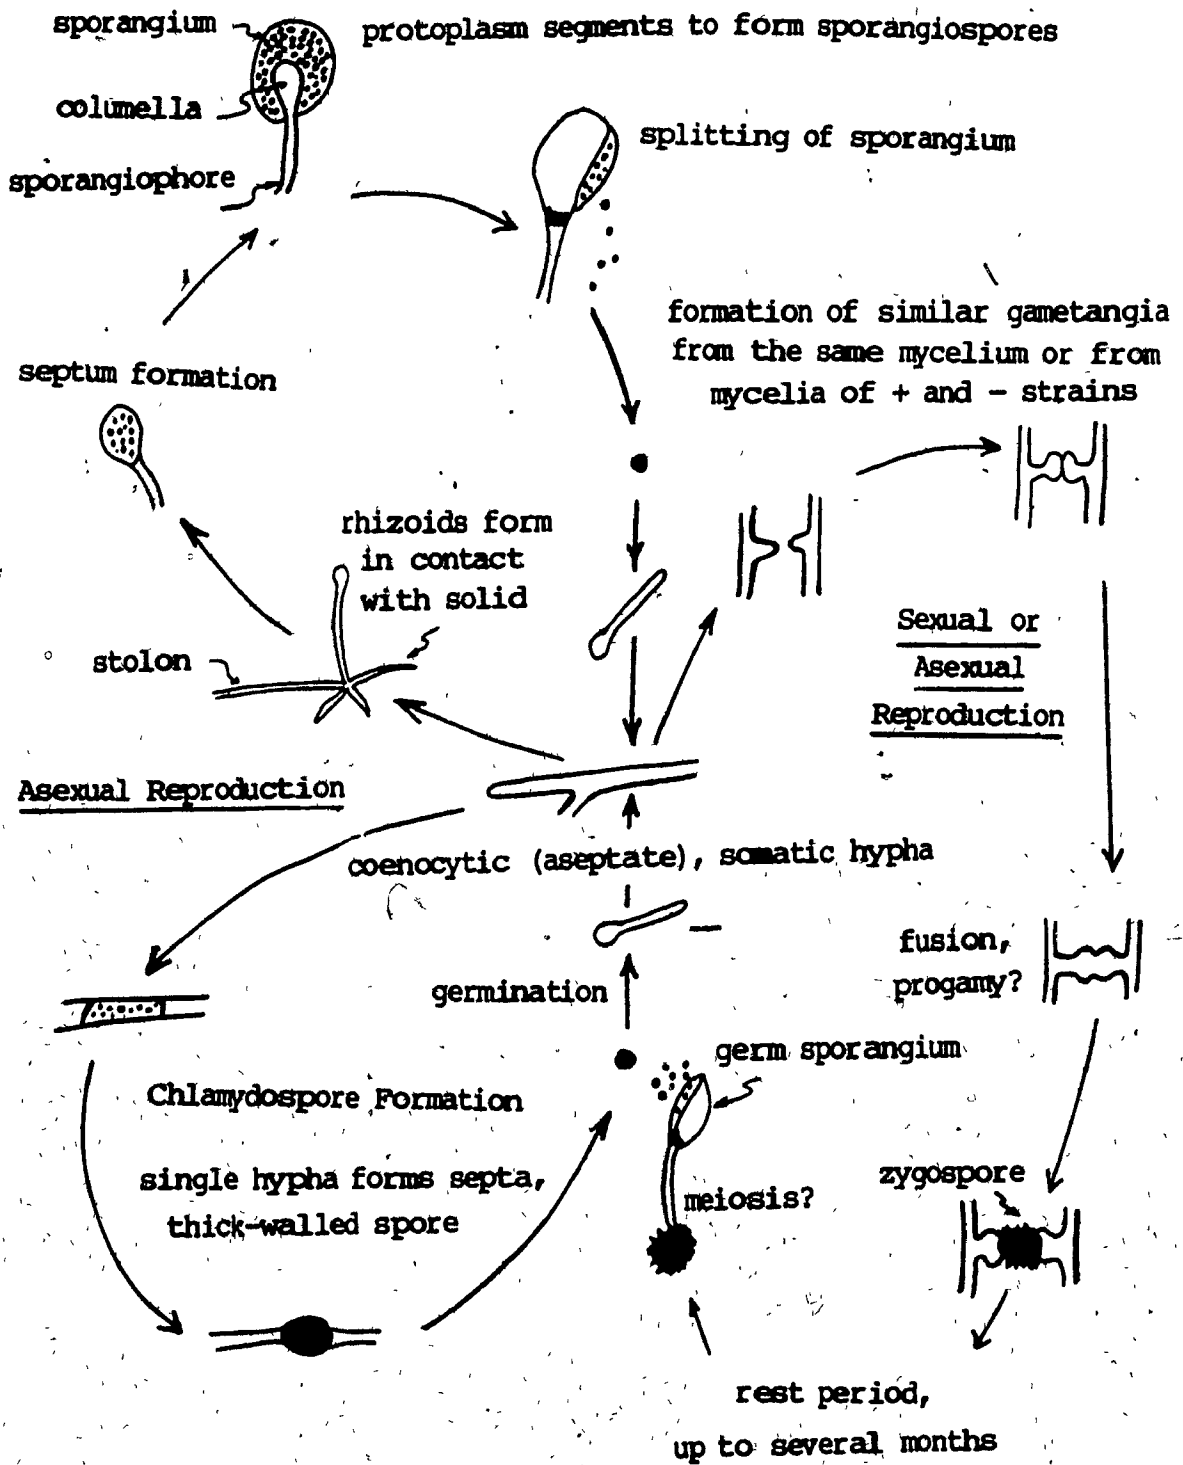 sporangium
protoplasm segments to form sporangiospores
columella
sporangiophore
splitting of sporangium
formation of similar gametangia
from the same mycelium or from
mycelia of + and - strains
septum formation
rhizoids form
in contact
with solid
stolon
Sexual or
Asexual
Reproduction
Asexual Reproduction
coenocytic (aseptate), somatic hypha
fusion,
progamy?
germination
germ sporangium
Chlamydospore Formation
single hypha forms septa,
thick-walled spore
meiosis?
zygospore
rest period,
up to several months